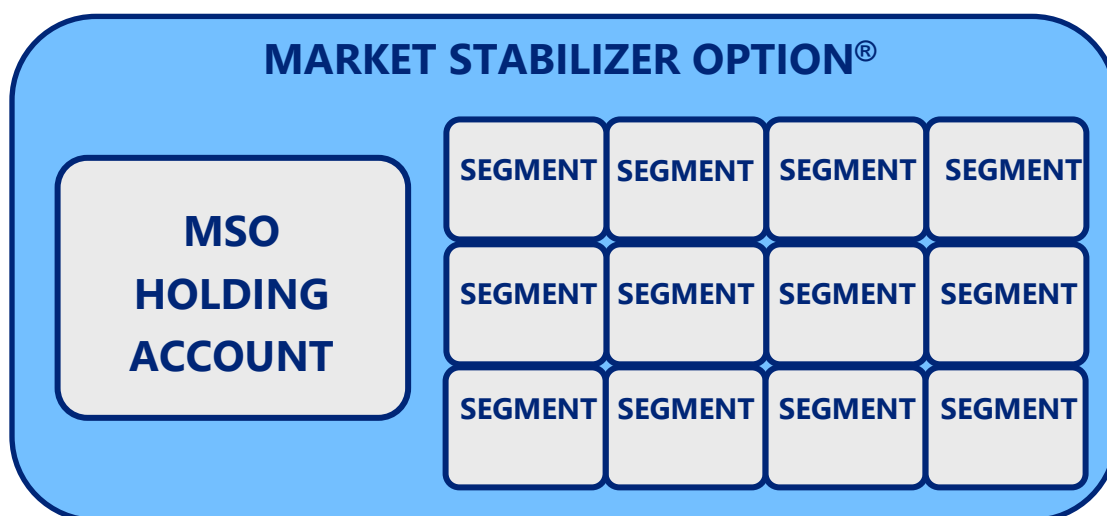 MARKET STABILIZER OPTION®
MSO
HOLDING
ACCOUNT
SEGMENT SEGMENT SEGMENT SEGMENT
SEGMENT SEGMENT SEGMENT SEGMENT
SEGMENT SEGMENT SEGMENT SEGMENT